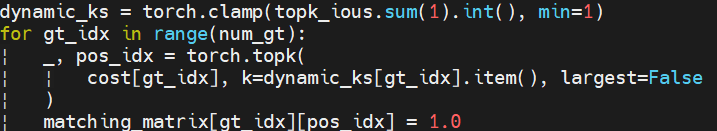 dynamic_ks = torch.clamp(topk_ious.sum(1).int(), min=1)
for gt_idx in range(num_gt):
    _, pos_idx = torch.topk(
        cost[gt_idx], k=dynamic_ks[gt_idx].item(), largest=False
    )
    matching_matrix[gt_idx][pos_idx] = 1.0